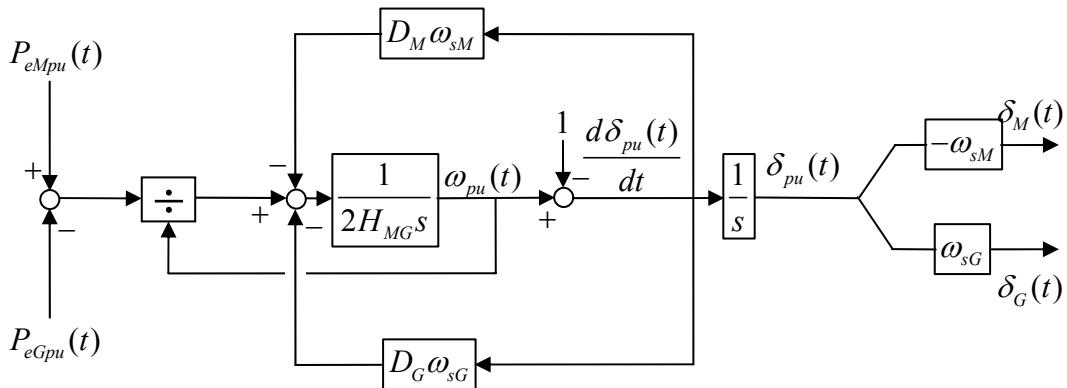 D_M ω_sM
P_eMpu(t)
1
dδ_pu(t)
dt
δ_M(t)
−ω_sM
+
−
÷
+
−
−
1
2H_MG s
ω_pu(t)
+
−
1
s
δ_pu(t)
ω_sG
δ_G(t)
P_eGpu(t)
D_G ω_sG